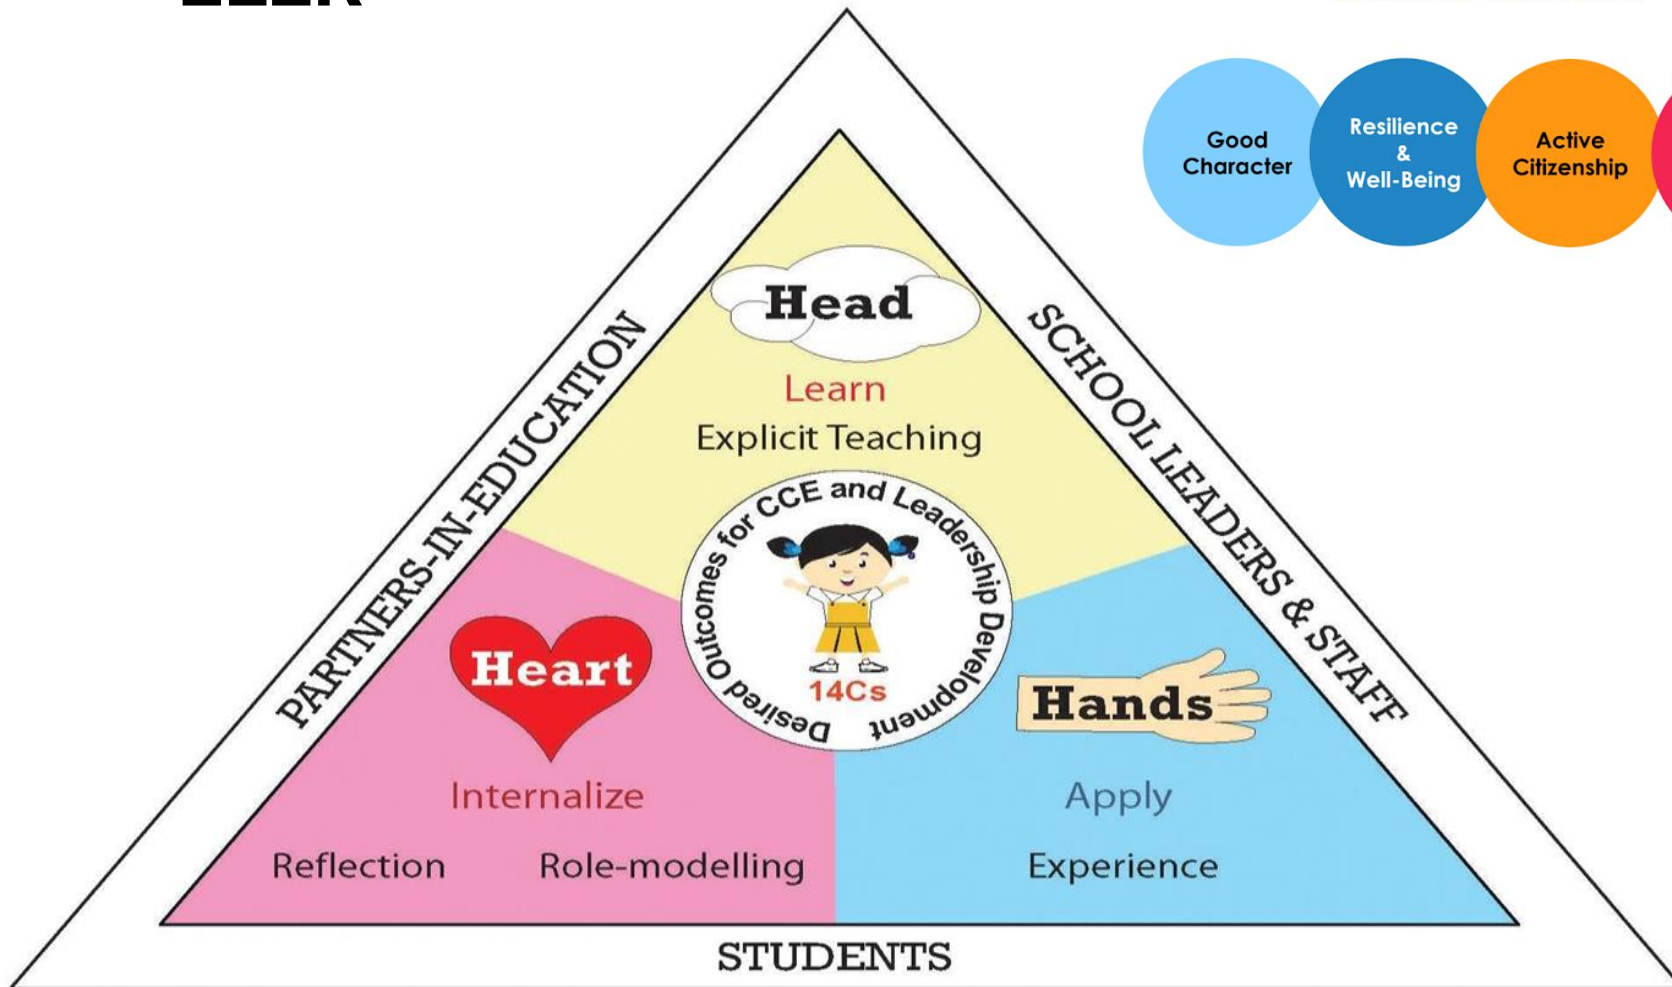 Good
Character
Resilience
&
Well-Being
Active
Citizenship
PARTNERS-IN-EDUCATION
SCHOOL LEADERS & STAFF
Head
Learn
Explicit Teaching
Desired Outcomes for CCE and Leadership Development
14Cs
Heart
Internalize
Reflection Role-modelling
Hands
Apply
Experience
STUDENTS